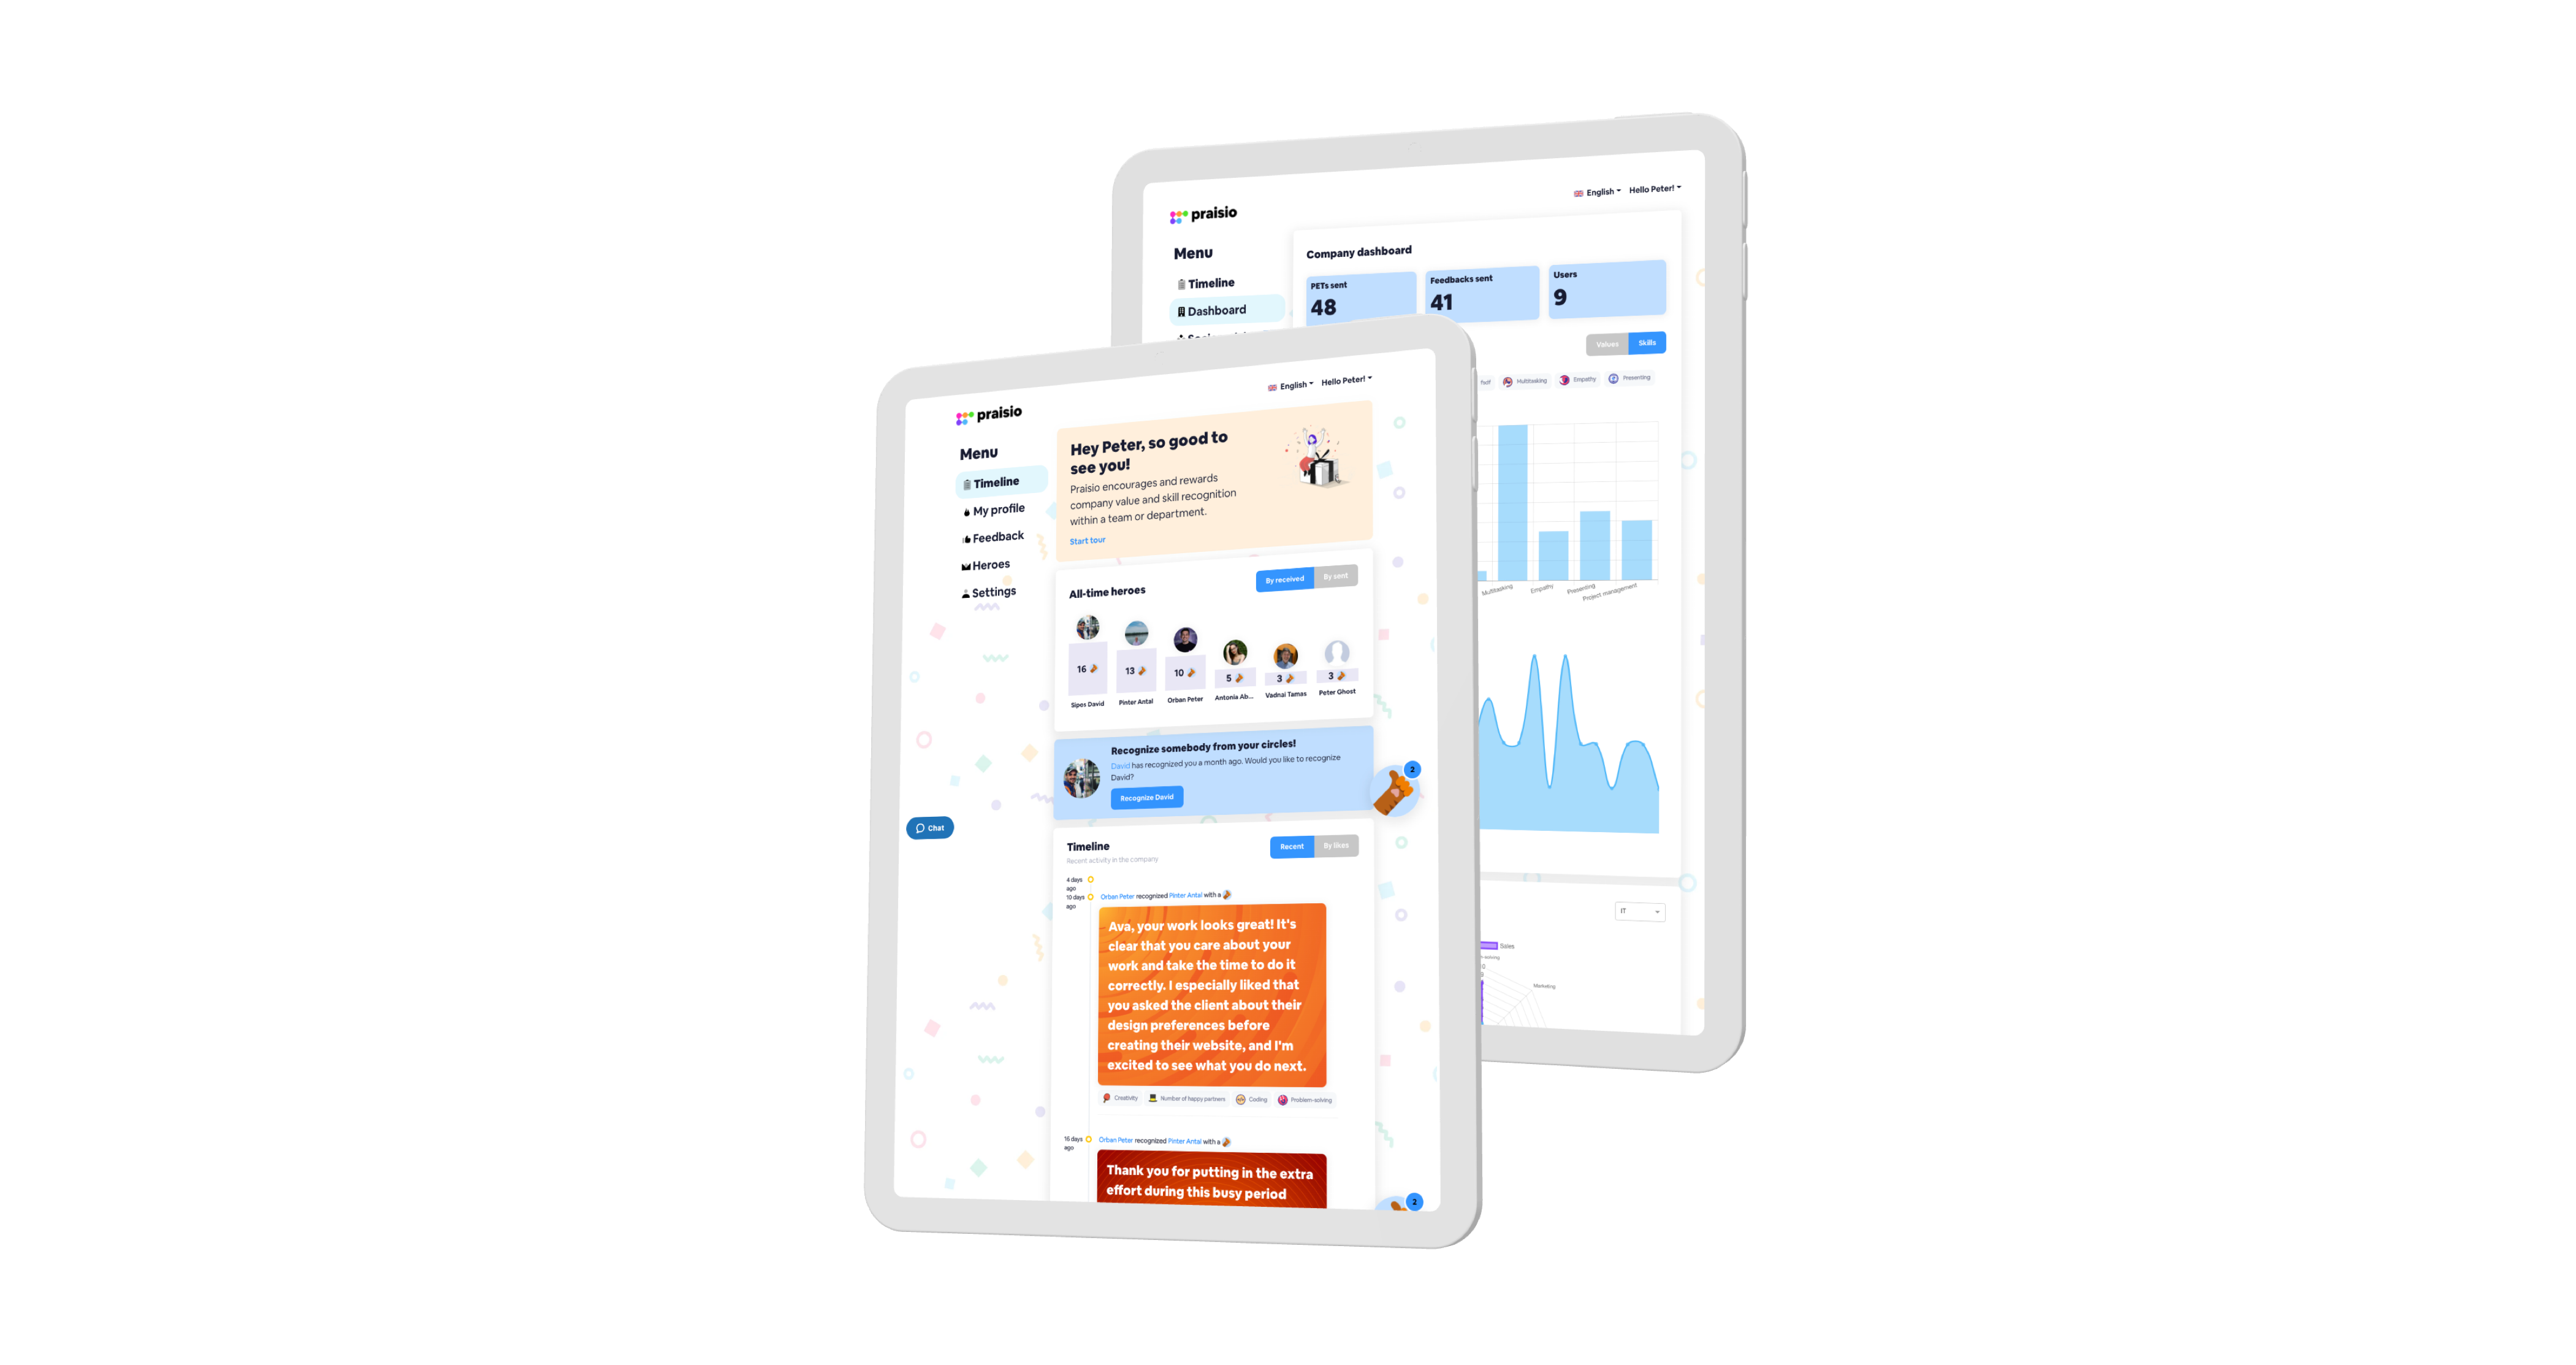 praisio
English
Hello Peter!
Menu
Timeline
Dashboard
Company dashboard
PETs sent
48
Feedbacks sent
41
Users
9
Values
Skills
Multitasking
Empathy
Presenting
Multitasking
Empathy
Presenting
Project management
IT
Sales
Marketing
praisio
English
Hello Peter!
Menu
Timeline
My profile
Feedback
Heroes
Settings
Hey Peter, so good to
see you!
Praisio encourages and rewards
company value and skill recognition
within a team or department.
Start tour
All-time heroes
By received
By sent
16
13
10
5
3
3
Sipos David
Pinter Antal
Orban Peter
Antonia Ab...
Vadnai Tamas
Peter Ghost
Recognize somebody from your circles!
David has recognized you a month ago. Would you like to recognize
David?
Recognize David
2
Chat
Timeline
Recent activity in the company
Recent
By likes
4 days
ago
10 days
ago
Orban Peter recognized Pinter Antal with a
Ava, your work looks great! It's
clear that you care about your
work and take the time to do it
correctly. I especially liked that
you asked the client about their
design preferences before
creating their website, and I'm
excited to see what you do next.
Creativity
Number of happy partners
Coding
Problem-solving
16 days
ago
Orban Peter recognized Pinter Antal with a
Thank you for putting in the extra
effort during this busy period
2